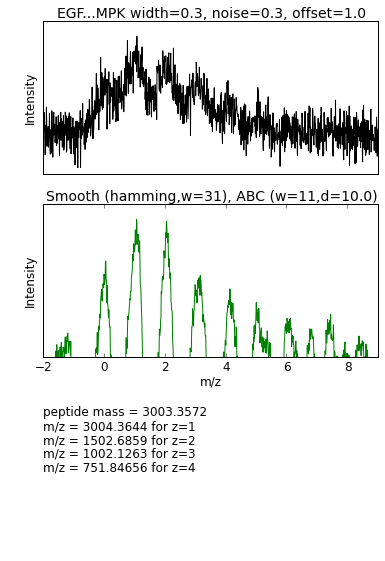 EGF...MPK width=0.3, noise=0.3, offset=1.0
Intensity
Smooth (hamming,w=31), ABC (w=11,d=10.0)
Intensity
−2 0 2 4 6 8
m/z
peptide mass = 3003.3572
m/z = 3004.3644 for z=1
m/z = 1502.6859 for z=2
m/z = 1002.1263 for z=3
m/z = 751.84656 for z=4